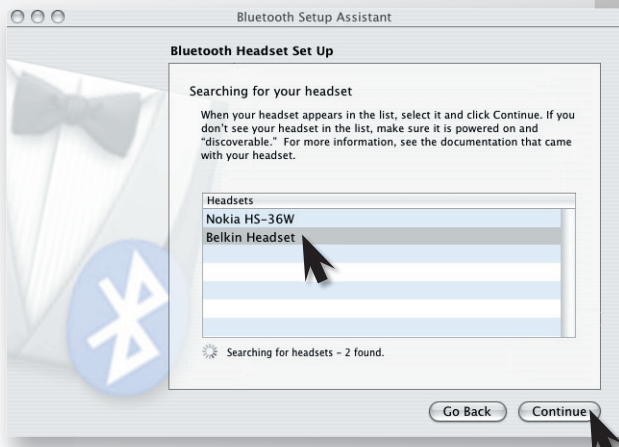 Bluetooth Setup Assistant
Bluetooth Headset Set Up
Searching for your headset
When your headset appears in the list, select it and click Continue. If you
don't see your headset in the list, make sure it is powered on and
“discoverable.” For more information, see the documentation that came
with your headset.
Headsets
Nokia HS-36W
Belkin Headset
Searching for headsets – 2 found.
Go Back
Continue